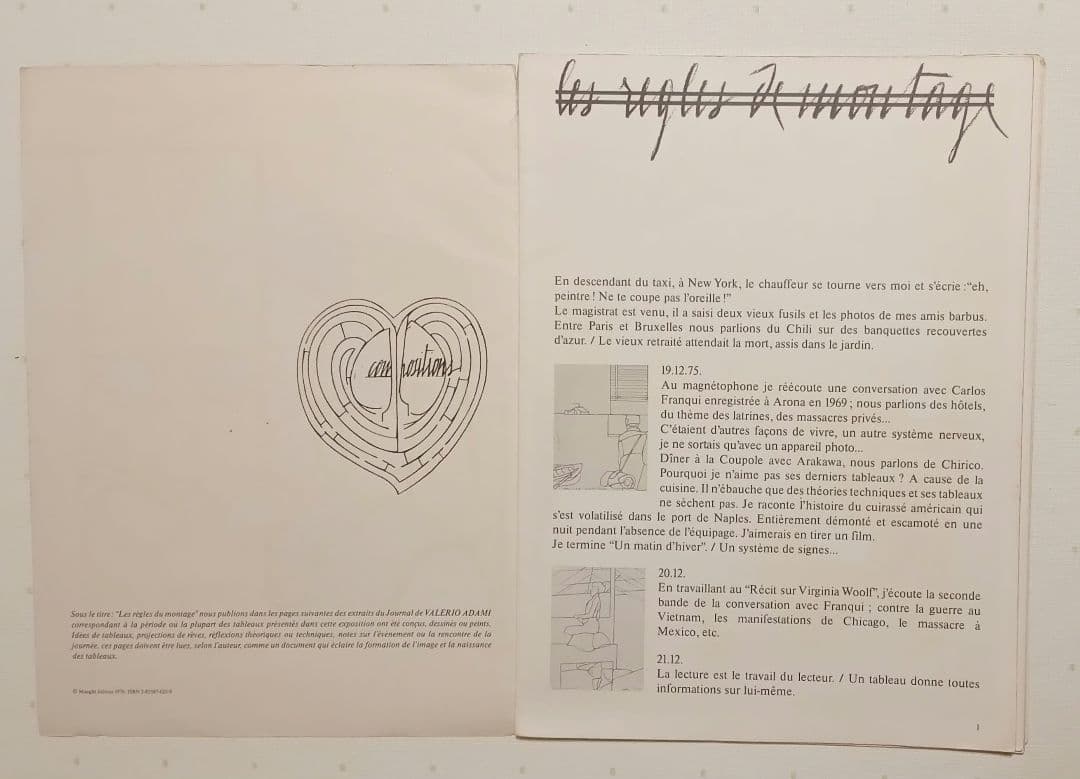 compositions
Sous le titre: "Les règles du montage" nous publions dans les pages suivantes des extraits du Journal de VALERIO ADAMI
correspondant à la période où la plupart des tableaux présentés dans cette exposition ont été conçus, dessinés ou peints.
Idées de tableaux, projections de rêves, réflexions théoriques ou techniques, notes sur l'événement ou la rencontre de la
journée, ces pages doivent être lues, selon l'auteur, comme un document qui éclaire la formation de l'image et la naissance
des tableaux.
© Maeght Editeur 1976. ISBN
les regles de montage
En descendant du taxi, à New York, le chauffeur se tourne vers moi et s'écrie :"eh,
peintre ! Ne te coupe pas l'oreille !"
Le magistrat est venu, il a saisi deux vieux fusils et les photos de mes amis barbus.
Entre Paris et Bruxelles nous parlions du Chili sur des banquettes recouvertes
d'azur. / Le vieux retraité attendait la mort, assis dans le jardin.
19.12.75.
Au magnétophone je réécoute une conversation avec Carlos
Franqui enregistrée à Arona en 1969 ; nous parlions des hôtels,
du thème des latrines, des massacres privés...
C'étaient d'autres façons de vivre, un autre système nerveux,
je ne sortais qu'avec un appareil photo...
Dîner à la Coupole avec Arakawa, nous parlons de Chirico.
Pourquoi je n'aime pas ses derniers tableaux ? A cause de la
cuisine. Il n'ébauche que des théories techniques et ses tableaux
ne sèchent pas. Je raconte l'histoire du cuirassé américain qui
s'est volatilisé dans le port de Naples. Entièrement démonté et escamoté en une
nuit pendant l'absence de l'équipage. J'aimerais en tirer un film.
Je termine "Un matin d'hiver". / Un système de signes...
20.12.
En travaillant au "Récit sur Virginia Woolf", j'écoute la seconde
bande de la conversation avec Franqui ; contre la guerre au
Vietnam, les manifestations de Chicago, le massacre à
Mexico, etc.
21.12.
La lecture est le travail du lecteur. / Un tableau donne toutes
informations sur lui-même.
1